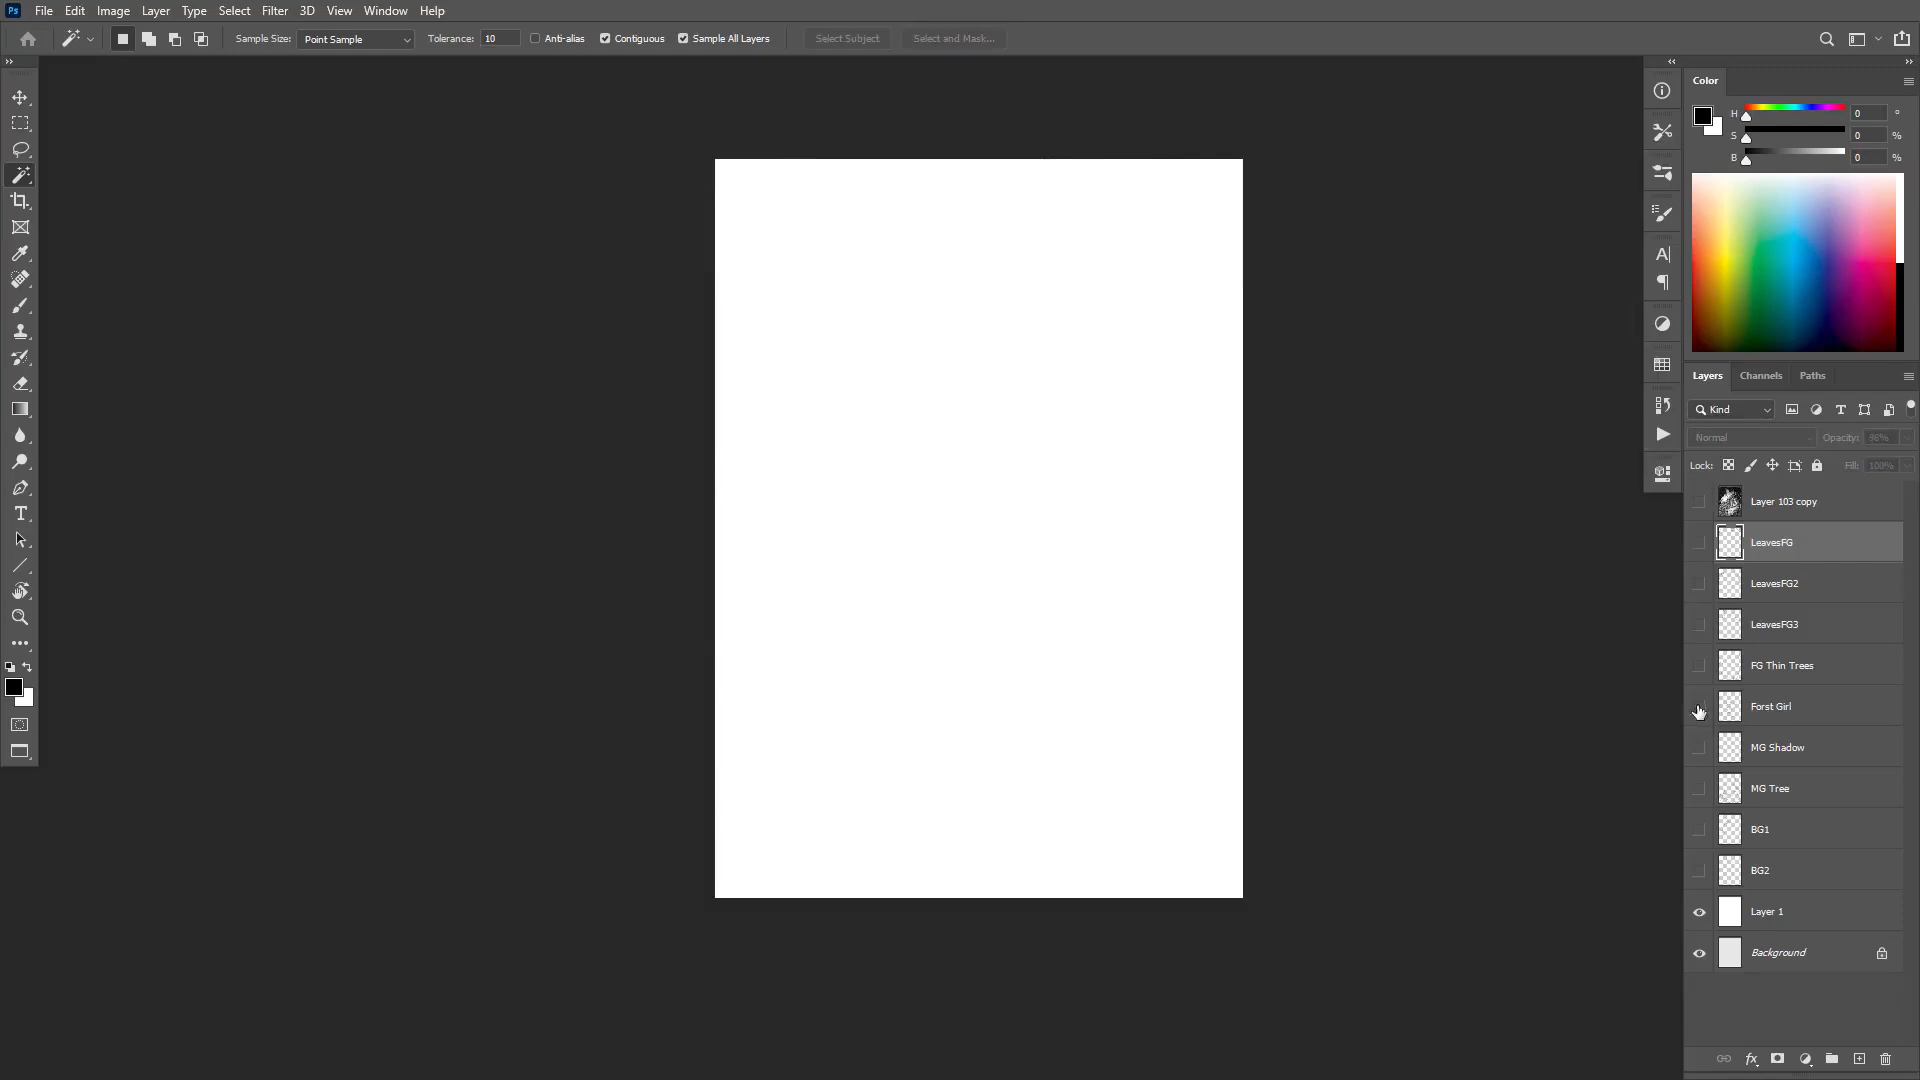 Ps File Edit Image Layer Type Select Filter 3D View Window Help
Sample Size: Point Sample Tolerance: 10 Anti-alias Contiguous Sample All Layers Select Subject Select and Mask...
Color
H 0 °
S 0 %
B 0 %
Layers Channels Paths
Kind
Normal Opacity: 96%
Lock: Fill: 100%
Layer 103 copy
LeavesFG
LeavesFG2
LeavesFG3
FG Thin Trees
Forst Girl
MG Shadow
MG Tree
BG1
BG2
Layer 1
Background